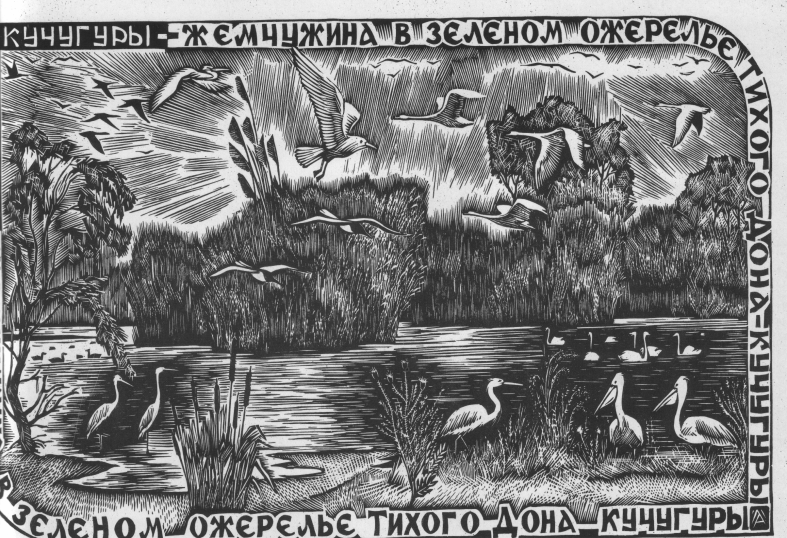 КУЧУГУРЫ - ЖЕМЧУЖИНА В ЗЕЛЕНОМ ОЖЕРЕЛЬЕ
ТИХОГО ДОНА - КУЧУГУРЫ
В ЗЕЛЕНОМ ОЖЕРЕЛЬЕ ТИХОГО ДОНА КУЧУГУРЫ